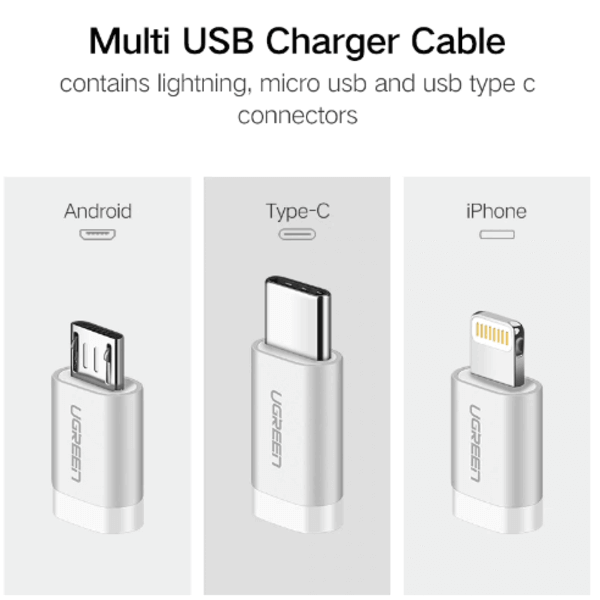 Multi USB Charger Cable
contains lightning, micro usb and usb type c
connectors
Android
Type-C
iPhone
UGREEN
UGREEN
UGREEN